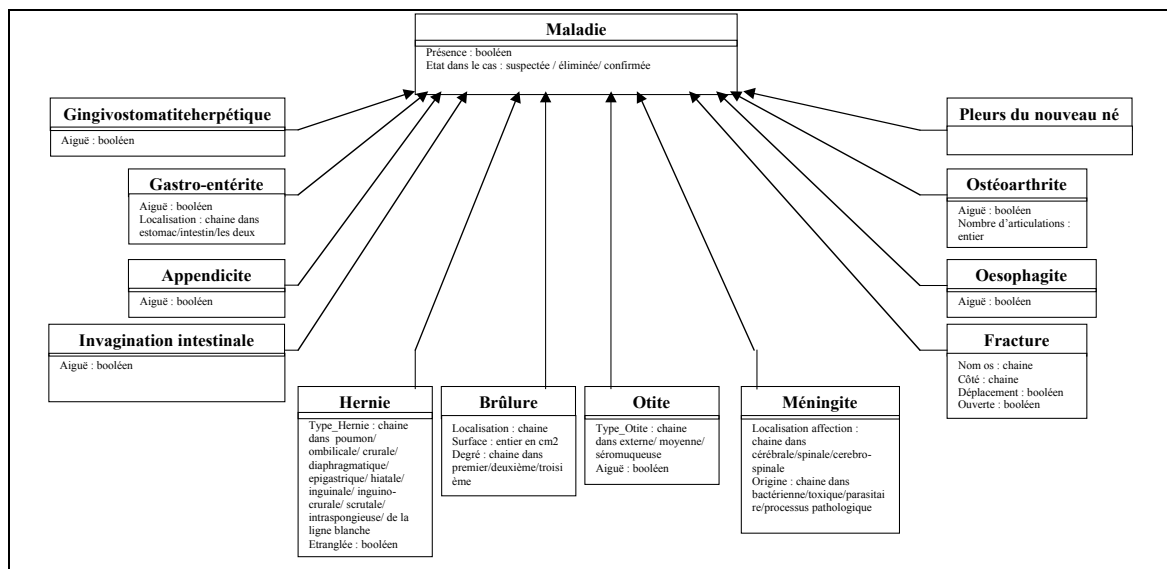 Maladie
Présence : booléen
Etat dans le cas : suspectée / éliminée/ confirmée
Gingivostomatiteherpétique
Aiguë : booléen
Pleurs du nouveau né
Gastro-entérite
Aiguë : booléen
Localisation : chaine dans
estomac/intestin/les deux
Ostéoarthrite
Aiguë : booléen
Nombre d'articulations :
entier
Appendicite
Aiguë : booléen
Oesophagite
Aiguë : booléen
Invagination intestinale
Aiguë : booléen
Fracture
Nom os : chaine
Côté : chaine
Déplacement : booléen
Ouverte : booléen
Hernie
Type_Hernie : chaine
dans poumon/
ombilicale/ crurale/
diaphragmatique/
epigastrique/ hiatale/
inguinale/ inguino-
crurale/ scrutale/
intraspongieuse/ de la
ligne blanche
Etranglée : booléen
Brûlure
Localisation : chaine
Surface : entier en cm2
Degré : chaine dans
premier/deuxième/troisi
ème
Otite
Type_Otite : chaine
dans externe/ moyenne/
séromuqueuse
Aiguë : booléen
Méningite
Localisation affection :
chaine dans
cérébrale/spinale/cerebro-
spinale
Origine : chaine dans
bactérienne/toxique/parasitai
re/processus pathologique